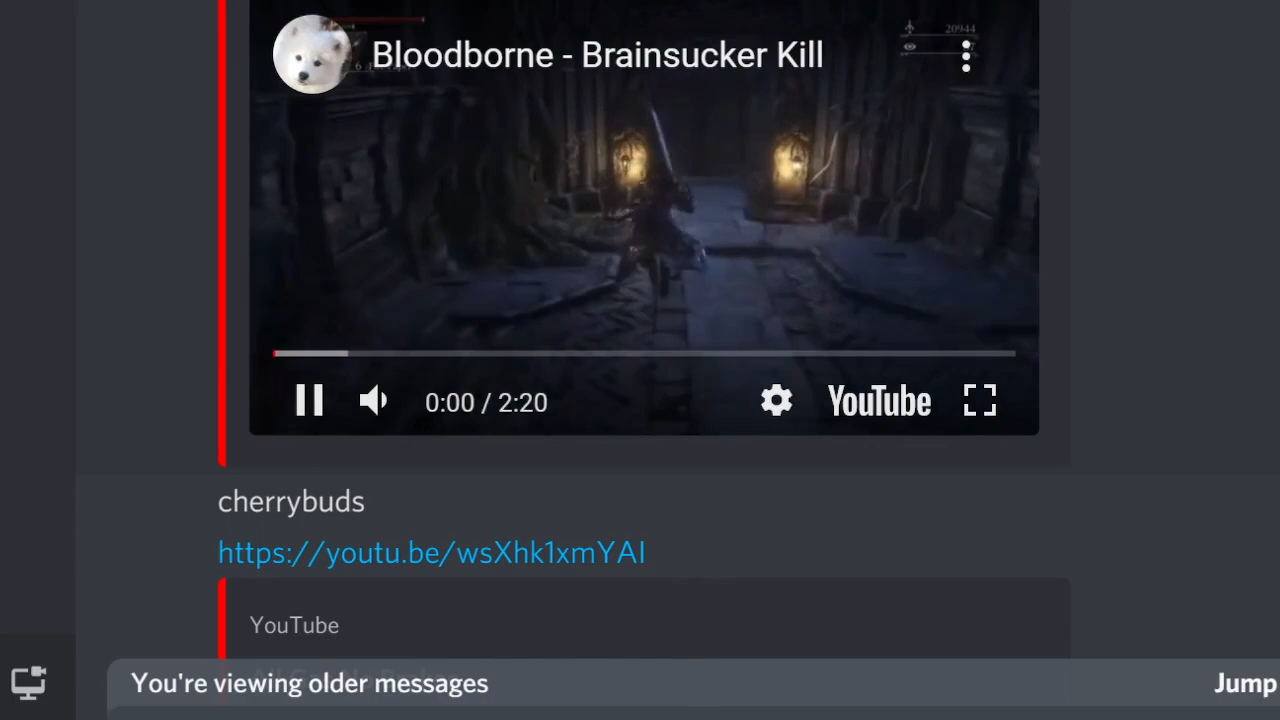 20944
Bloodborne - Brainsucker Kill
0:00 / 2:20
YouTube
cherrybuds
https://youtu.be/wsXhk1xmYAI
YouTube
You're viewing older messages
Jump